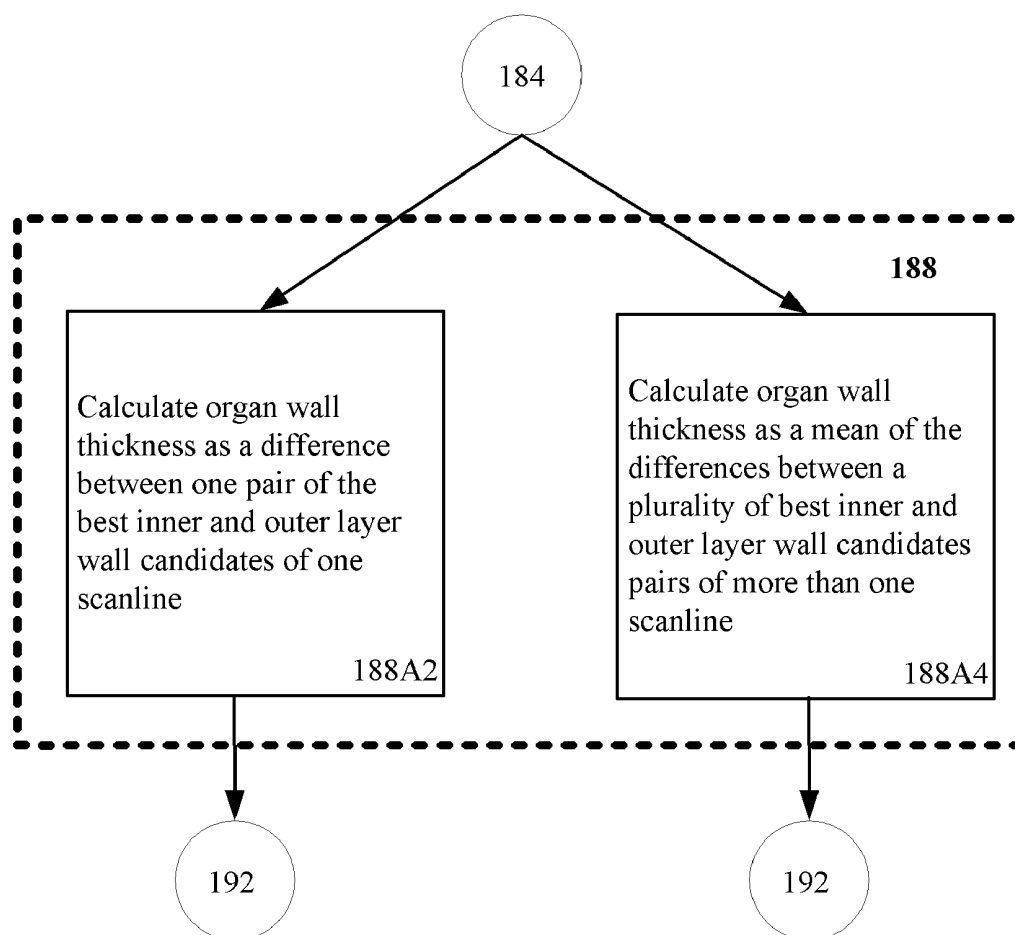 184
188
Calculate organ wall
thickness as a difference
between one pair of the
best inner and outer layer
wall candidates of one
scanline
188A2
Calculate organ wall
thickness as a mean of the
differences between a
plurality of best inner and
outer layer wall candidates
pairs of more than one
scanline
188A4
192
192